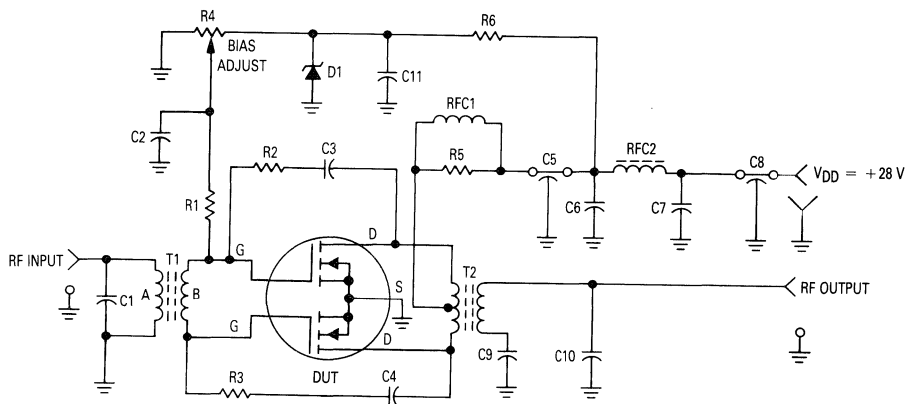 R4
R6
BIAS
ADJUST
D1
C11
RFC1
C2
C3
R2
R5
C5
RFC2
C8
V_DD = +28 V
R1
C6
C7
D
RF INPUT
T1
G
T2
C1
A
B
S
RF OUTPUT
G
D
C9
C10
DUT
C4
R3